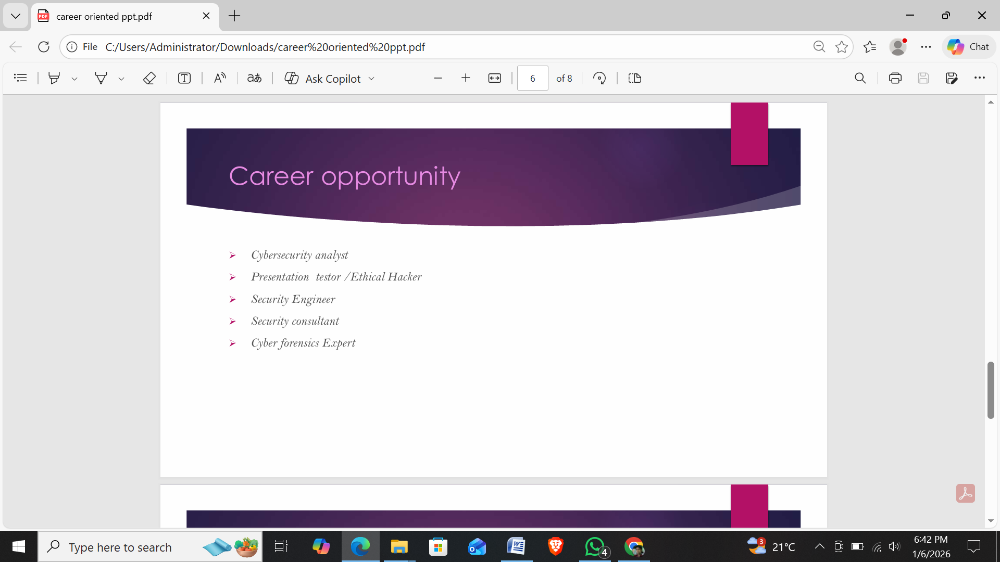 career oriented ppt.pdf
File C:/Users/Administrator/Downloads/career%20oriented%20ppt.pdf
Chat
Ask Copilot
6 of 8
Career opportunity
Cybersecurity analyst
Presentation testor /Ethical Hacker
Security Engineer
Security consultant
Cyber forensics Expert
Type here to search
4
3
21°C
6:42 PM
1/6/2026